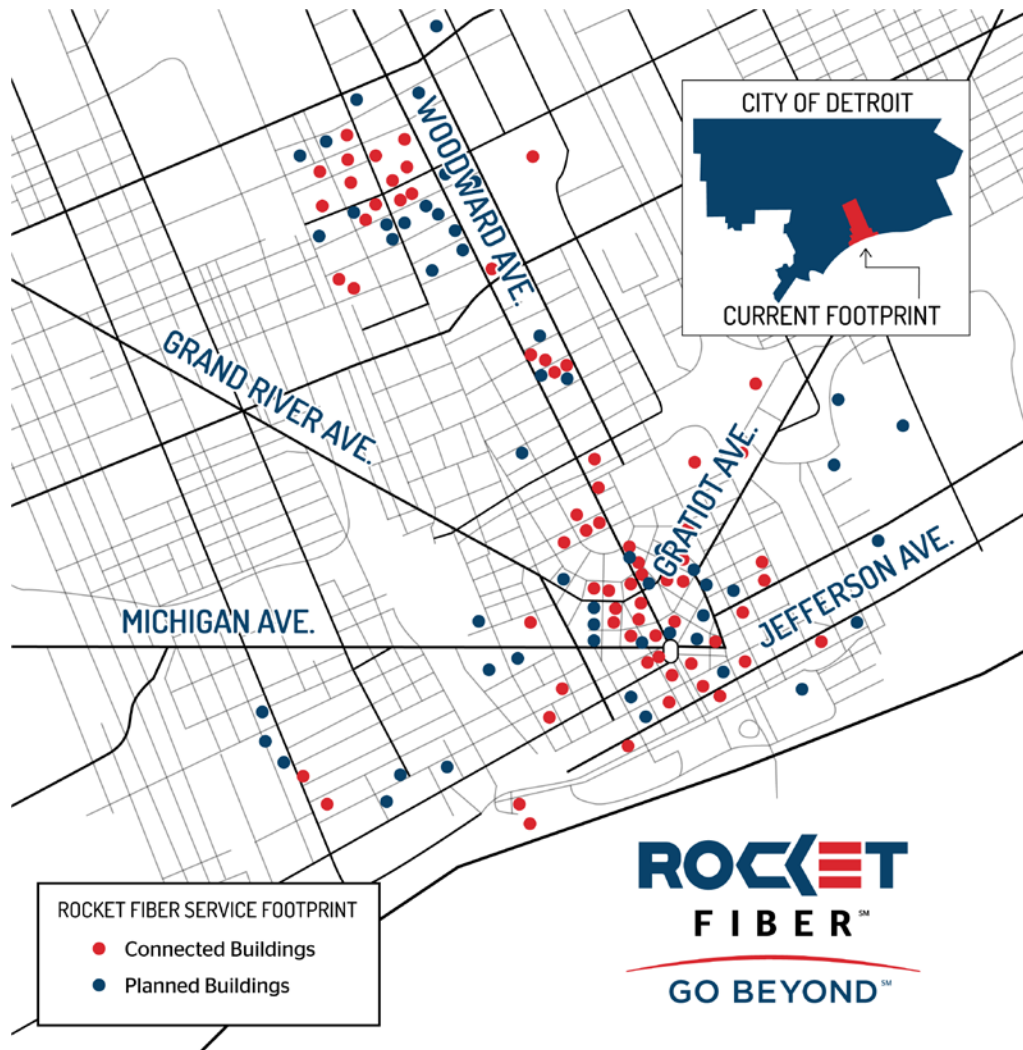 WOODWARD AVE.
CITY OF DETROIT
CURRENT FOOTPRINT
GRAND RIVER AVE.
GRATIOT AVE.
MICHIGAN AVE.
JEFFERSON AVE.
ROCKET
FIBER℠
GO BEYOND℠
ROCKET FIBER SERVICE FOOTPRINT
Connected Buildings
Planned Buildings